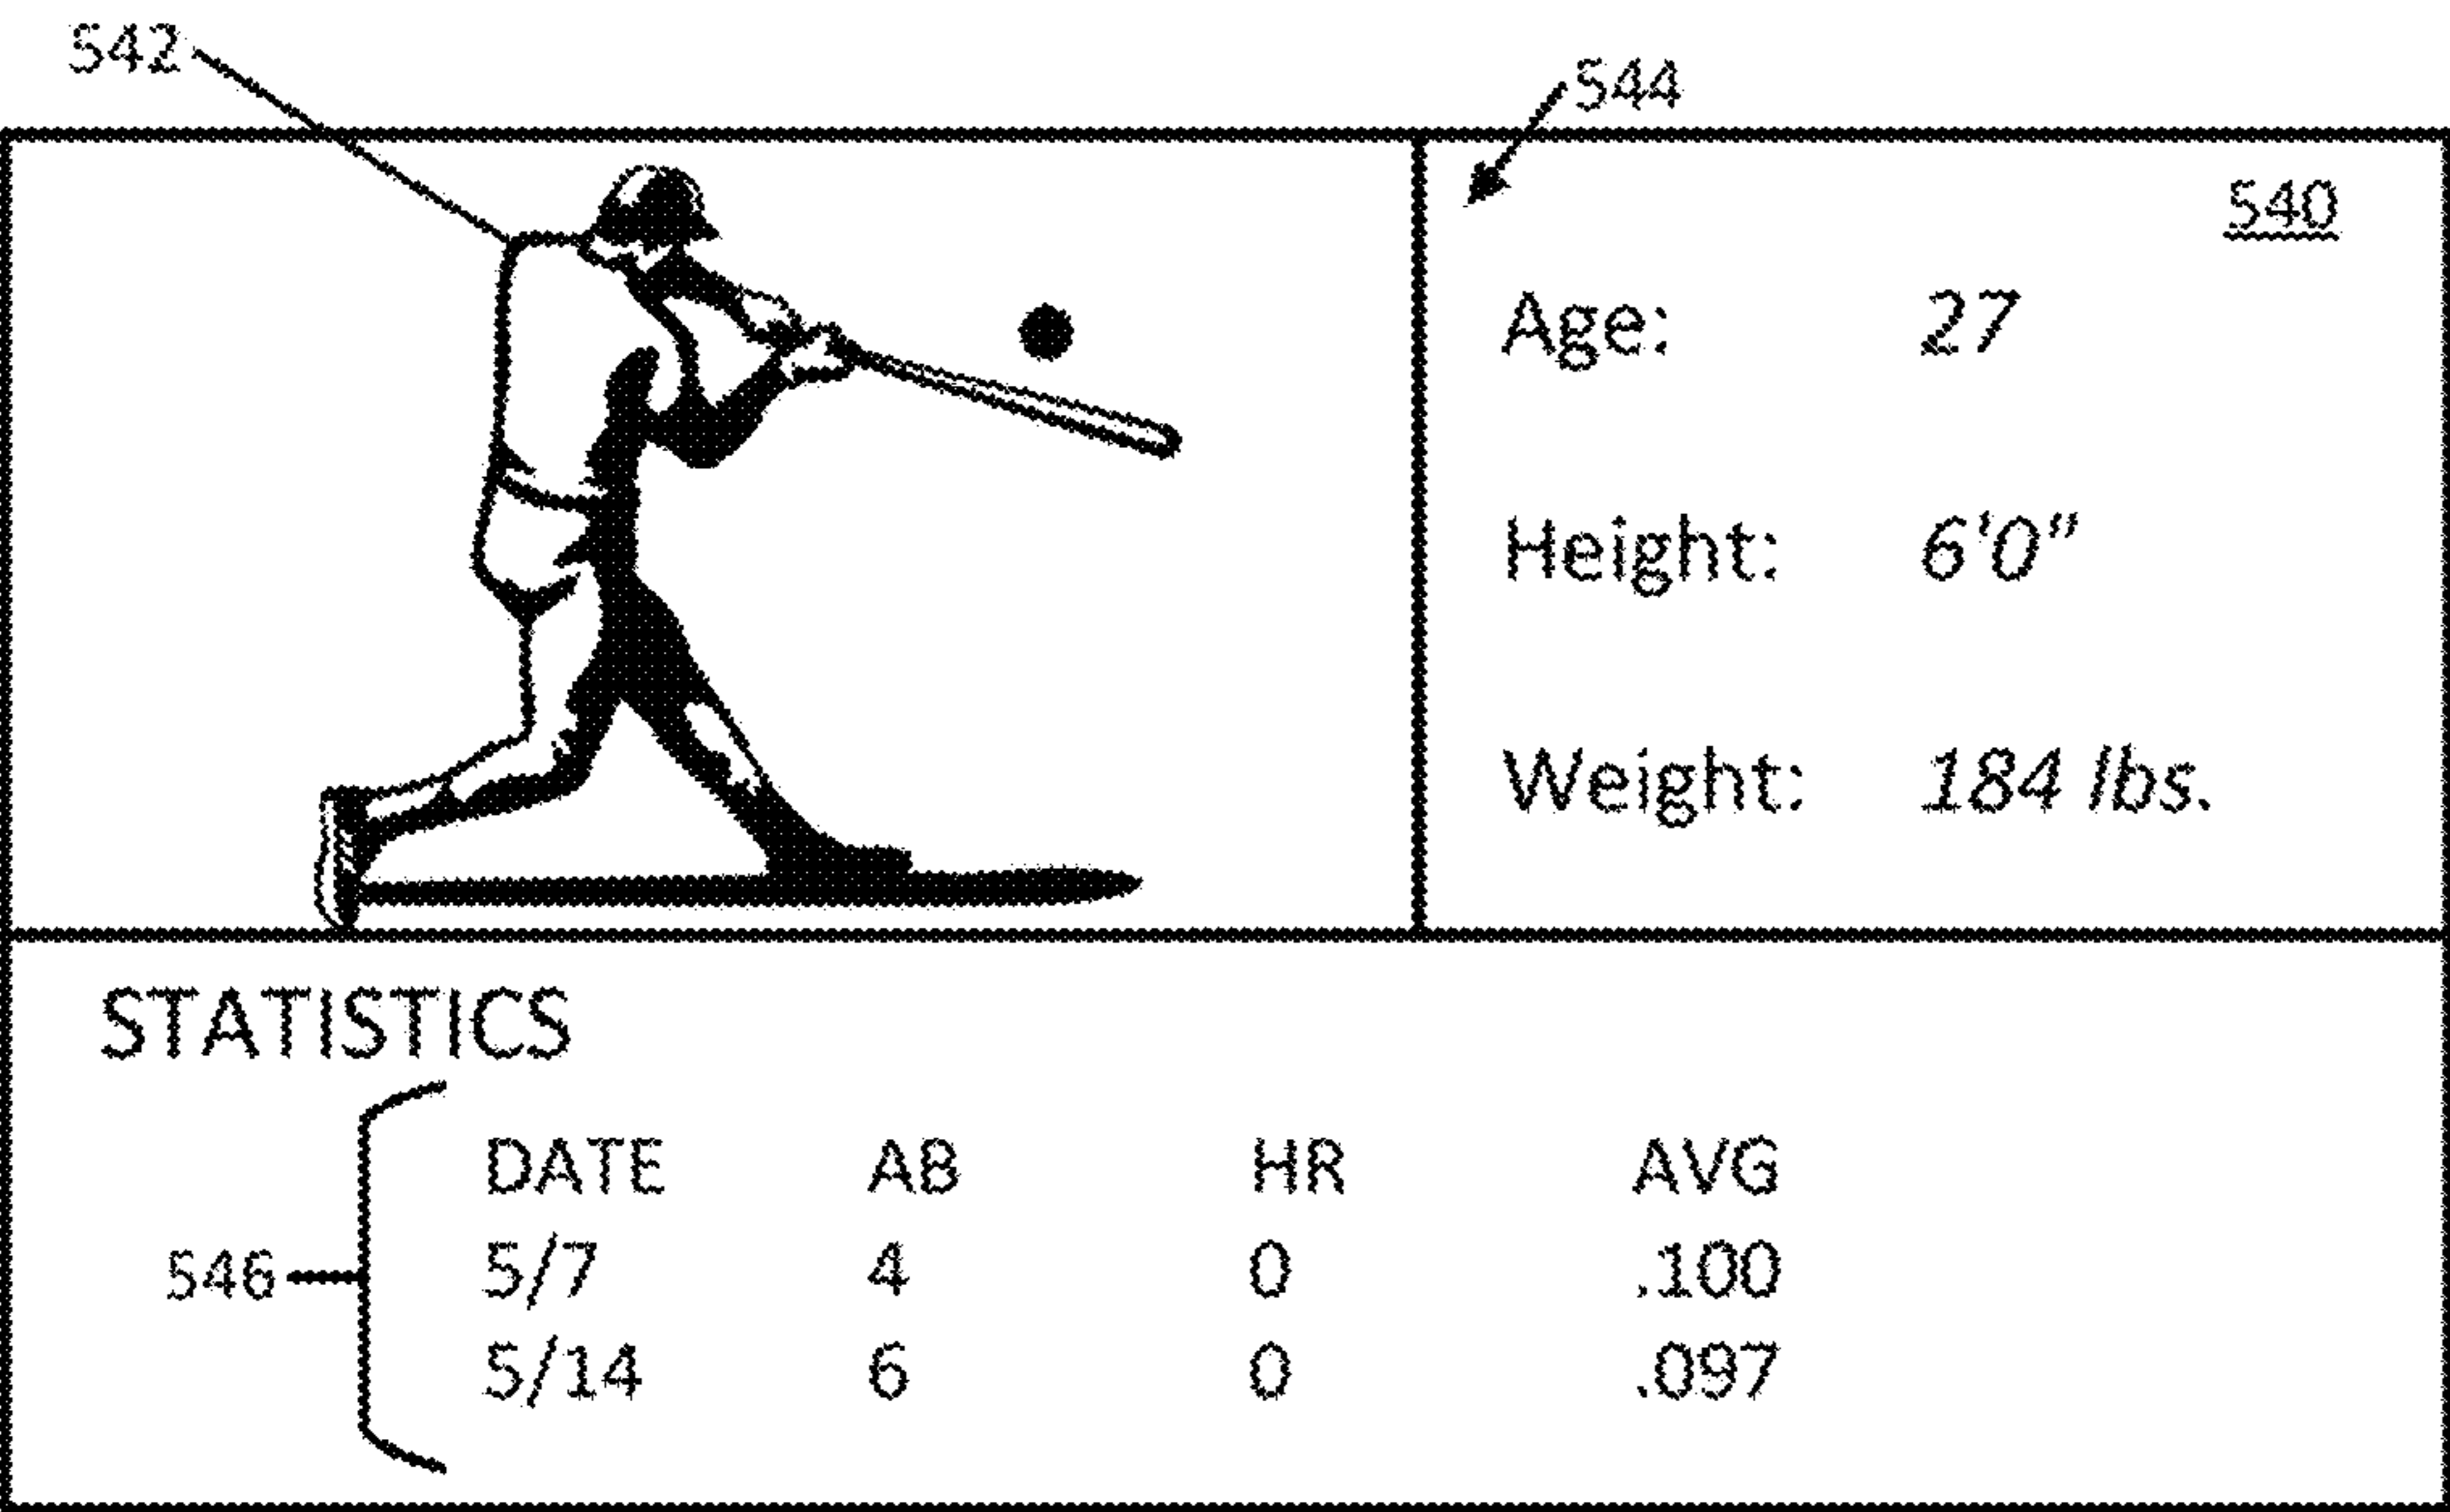 542
544
540
Age: 27
Height: 6'0"
Weight: 184 lbs.
STATISTICS
546
DATE AB HR AVG
5/7 4 0 .100
5/14 6 0 .097